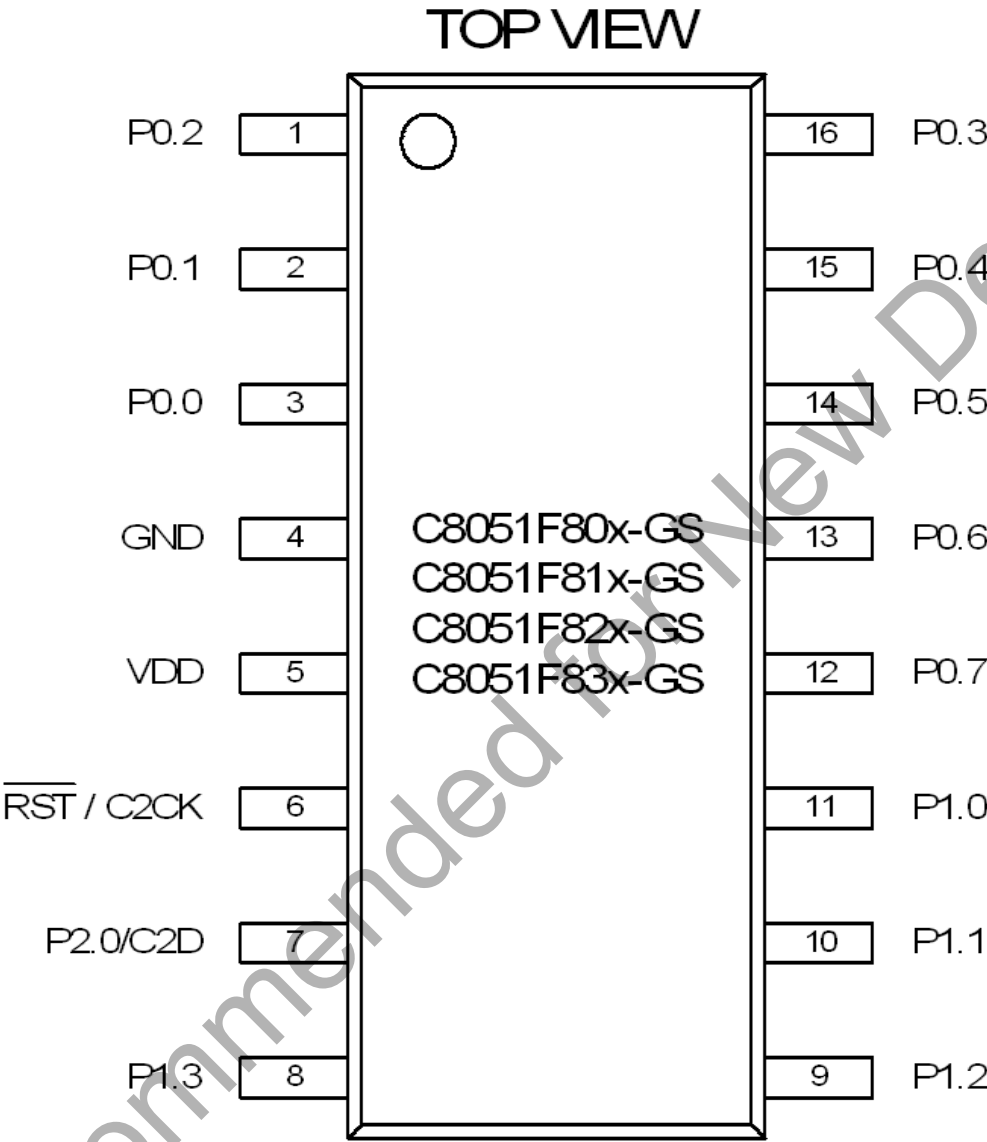 TOP VIEW
P0.2 1 16 P0.3
P0.1 2 15 P0.4
P0.0 3 14 P0.5
GND 4 13 P0.6
C8051F80x-GS
C8051F81x-GS
C8051F82x-GS
C8051F83x-GS
VDD 5 12 P0.7
RST / C2CK 6 11 P1.0
P2.0/C2D 7 10 P1.1
P1.3 8 9 P1.2
ommended for New De